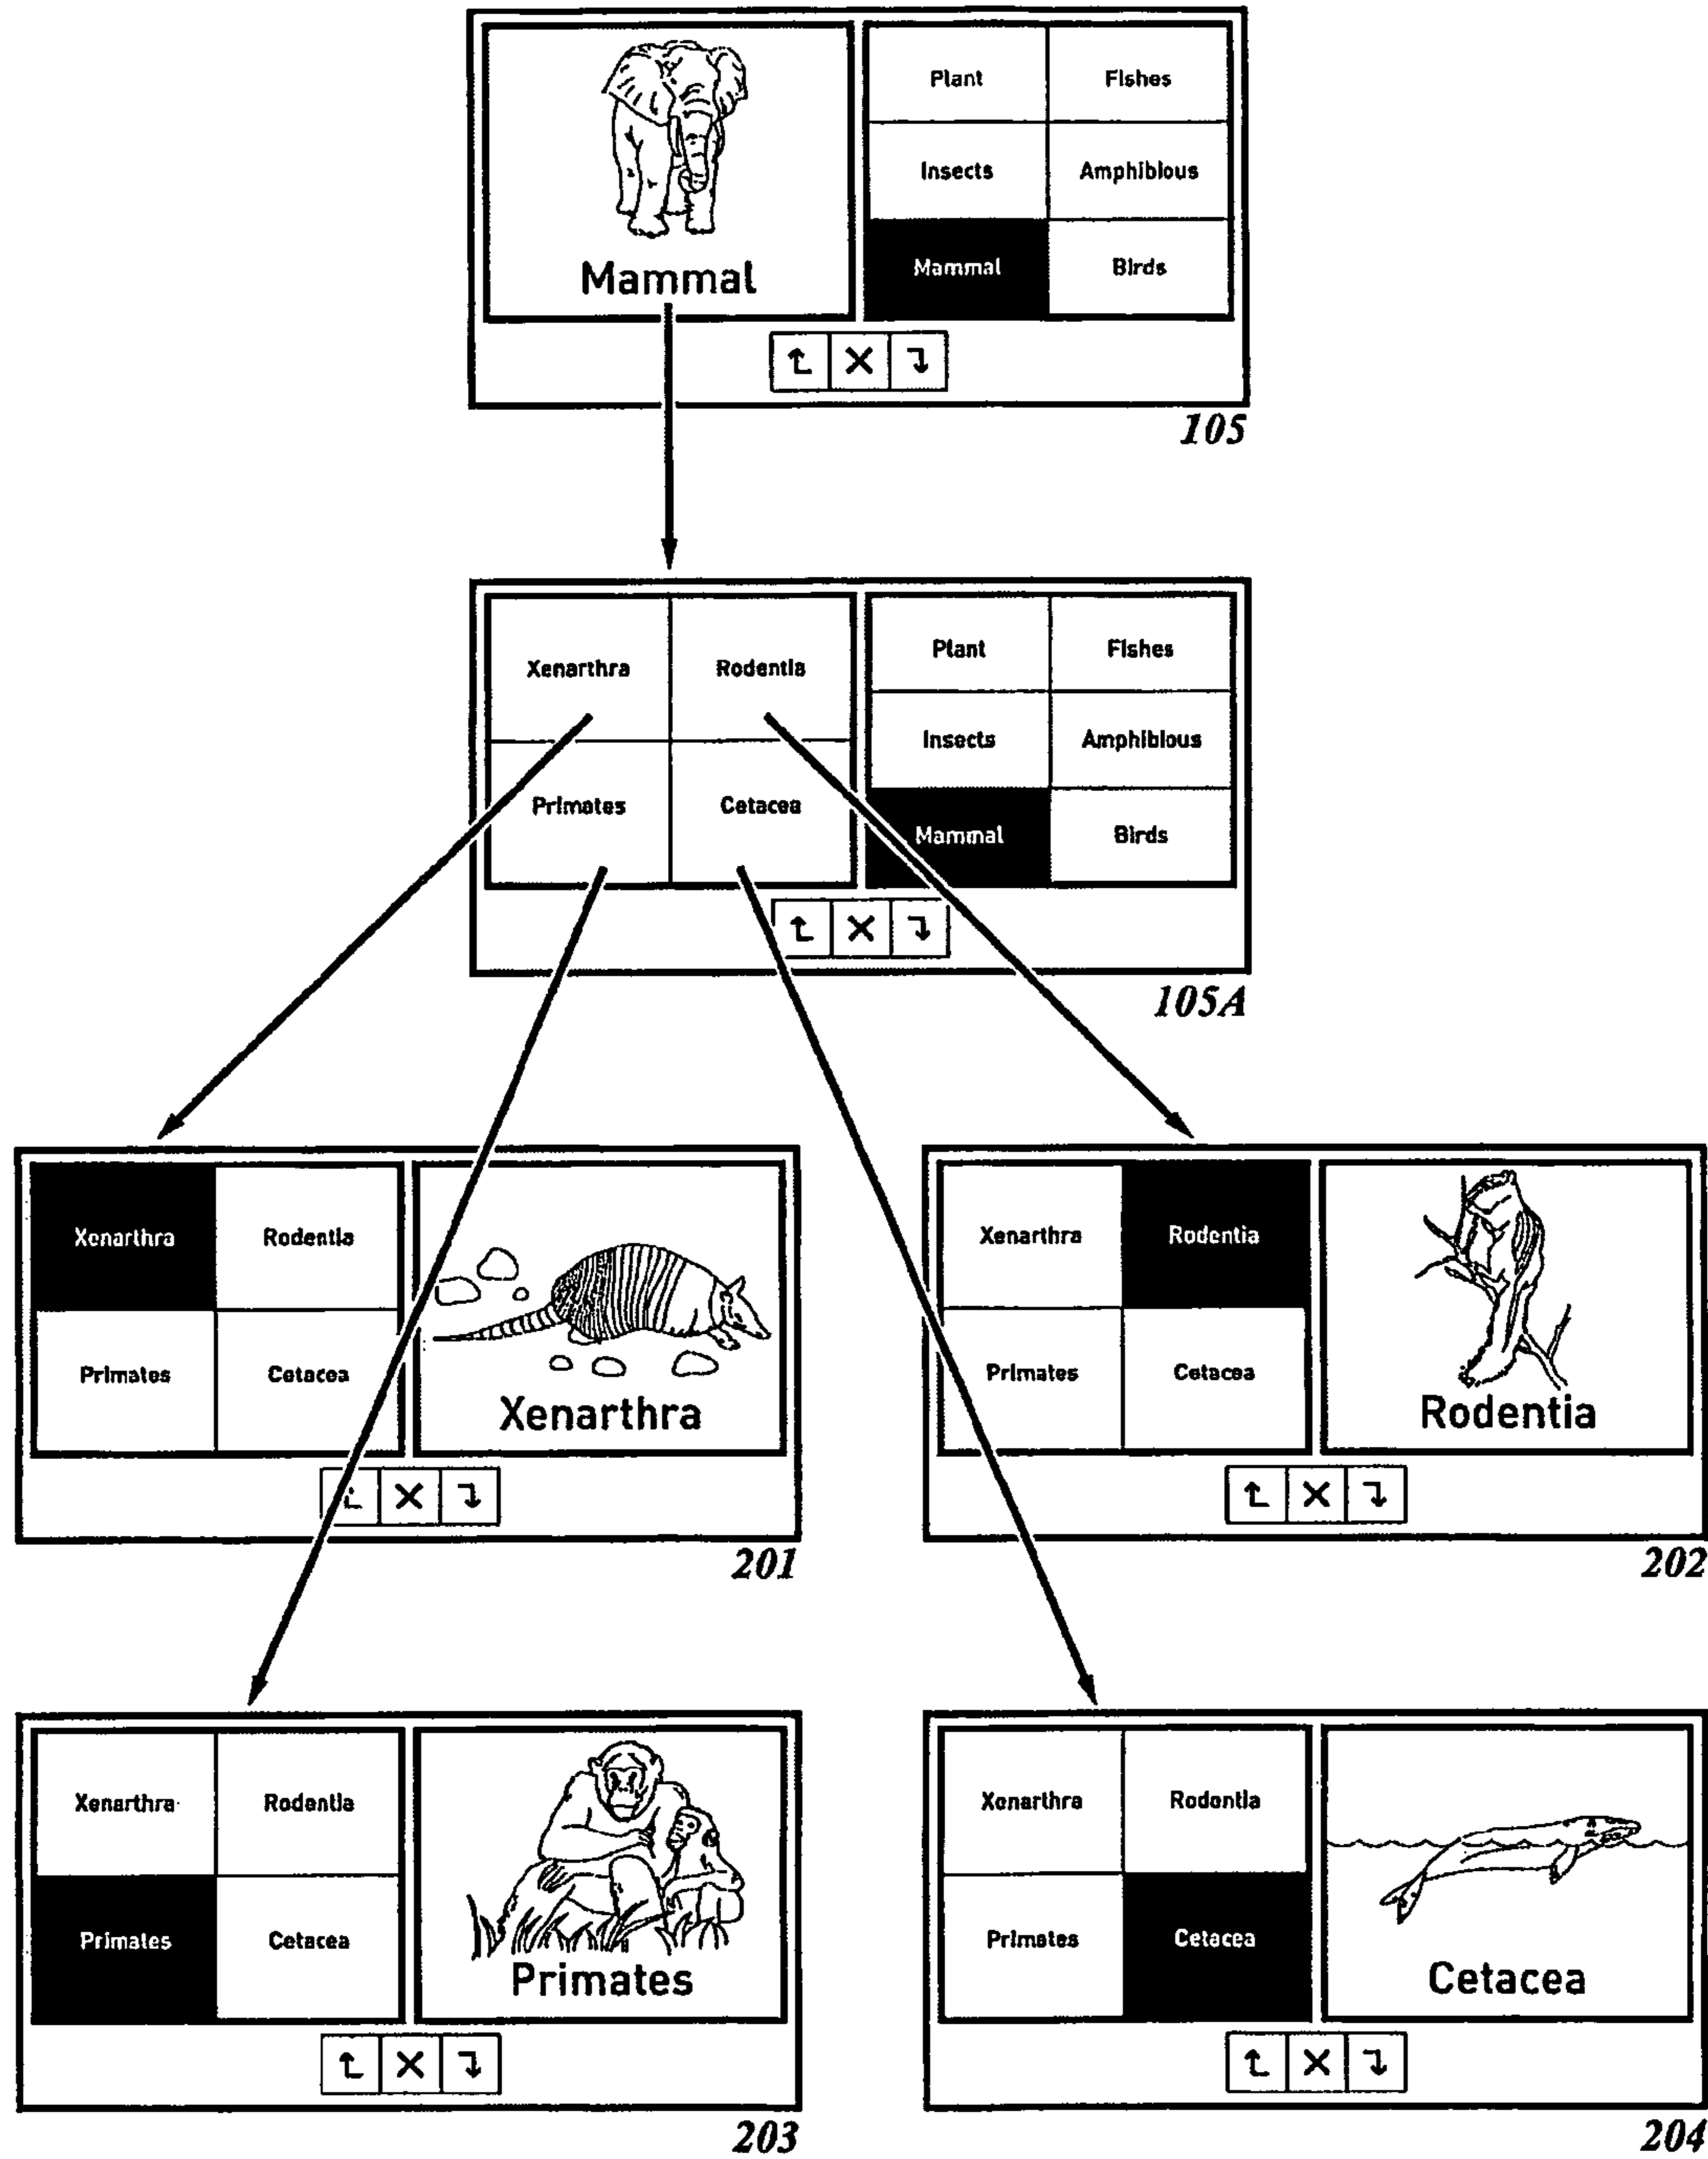 Plant Fishes
Insects Amphibious
Mammal Birds
Mammal
105
Xenarthra Rodentia
Primates Cetacea
Plant Fishes
Insects Amphibious
Mammal Birds
105A
Xenarthra Rodentia
Primates Cetacea
Xenarthra
201
Xenarthra Rodentia
Primates Cetacea
Rodentia
202
Xenarthra Rodentia
Primates Cetacea
Primates
203
Xenarthra Rodentia
Primates Cetacea
Cetacea
204